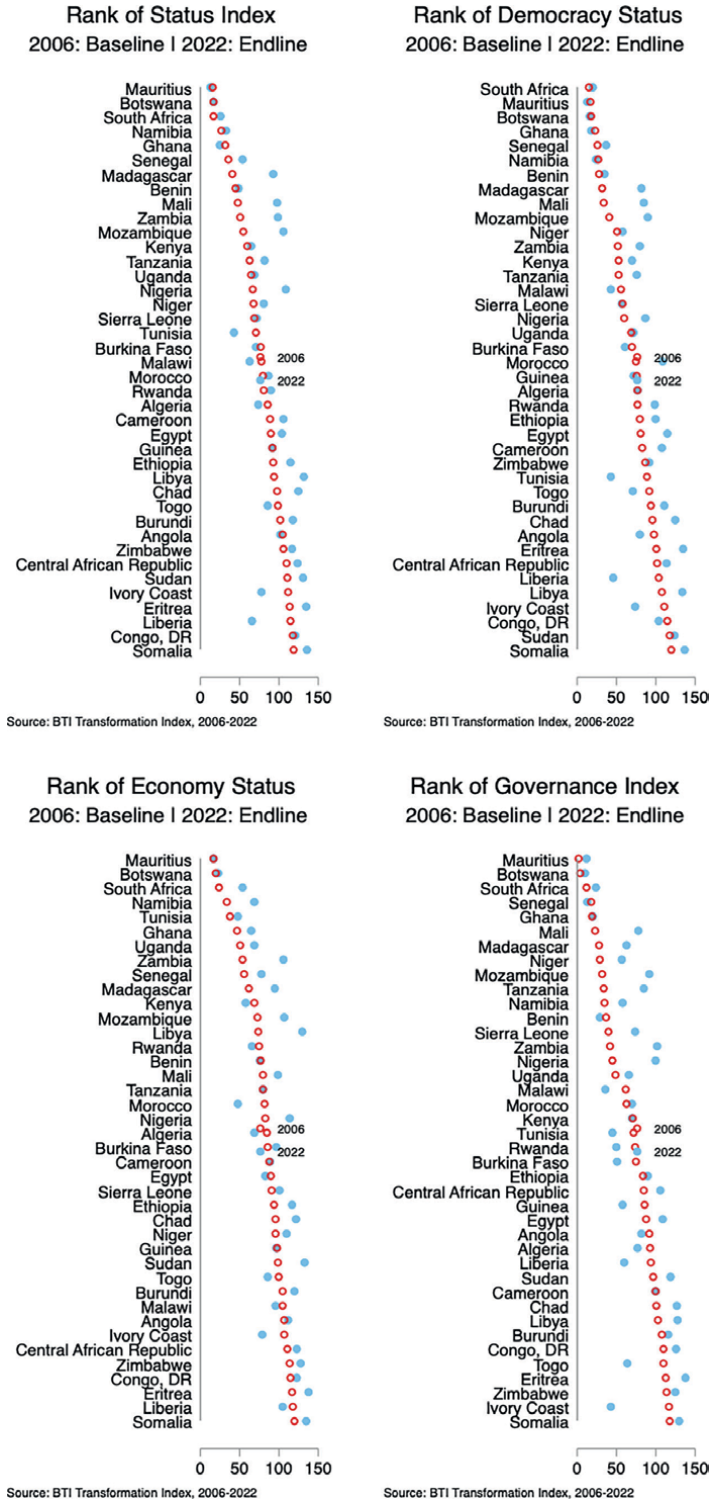 Rank of Status Index
2006: Baseline | 2022: Endline
Mauritius
Botswana
South Africa
Namibia
Ghana
Senegal
Madagascar
Benin
Mali
Zambia
Mozambique
Kenya
Tanzania
Uganda
Nigeria
Niger
Sierra Leone
Tunisia
Burkina Faso
2006
Malawi
Morocco
2022
Rwanda
Algeria
Cameroon
Egypt
Guinea
Ethiopia
Libya
Chad
Togo
Burundi
Angola
Zimbabwe
Central African Republic
Sudan
Ivory Coast
Eritrea
Liberia
Congo, DR
Somalia
0 50 100 150
Source: BTI Transformation Index, 2006-2022
Rank of Democracy Status
2006: Baseline | 2022: Endline
South Africa
Mauritius
Botswana
Ghana
Senegal
Namibia
Benin
Madagascar
Mali
Mozambique
Niger
Zambia
Kenya
Tanzania
Malawi
Sierra Leone
Nigeria
Uganda
Burkina Faso
2006
Morocco
Guinea
2022
Algeria
Rwanda
Ethiopia
Egypt
Cameroon
Zimbabwe
Tunisia
Togo
Burundi
Chad
Angola
Eritrea
Central African Republic
Liberia
Libya
Ivory Coast
Congo, DR
Sudan
Somalia
0 50 100 150
Source: BTI Transformation Index, 2006-2022
Rank of Economy Status
2006: Baseline | 2022: Endline
Mauritius
Botswana
South Africa
Namibia
Tunisia
Ghana
Uganda
Zambia
Senegal
Madagascar
Kenya
Mozambique
Libya
Rwanda
Benin
Mali
Tanzania
Morocco
Nigeria
2006
Algeria
Burkina Faso
2022
Cameroon
Egypt
Sierra Leone
Ethiopia
Chad
Niger
Guinea
Sudan
Togo
Burundi
Malawi
Angola
Ivory Coast
Central African Republic
Zimbabwe
Congo, DR
Eritrea
Liberia
Somalia
0 50 100 150
Source: BTI Transformation Index, 2006-2022
Rank of Governance Index
2006: Baseline | 2022: Endline
Mauritius
Botswana
South Africa
Senegal
Ghana
Mali
Madagascar
Niger
Mozambique
Tanzania
Namibia
Benin
Sierra Leone
Zambia
Nigeria
Uganda
Malawi
Morocco
Kenya
2006
Tunisia
Rwanda
2022
Burkina Faso
Ethiopia
Central African Republic
Guinea
Egypt
Angola
Algeria
Liberia
Sudan
Cameroon
Chad
Libya
Burundi
Congo, DR
Togo
Eritrea
Zimbabwe
Ivory Coast
Somalia
0 50 100 150
Source: BTI Transformation Index, 2006-2022